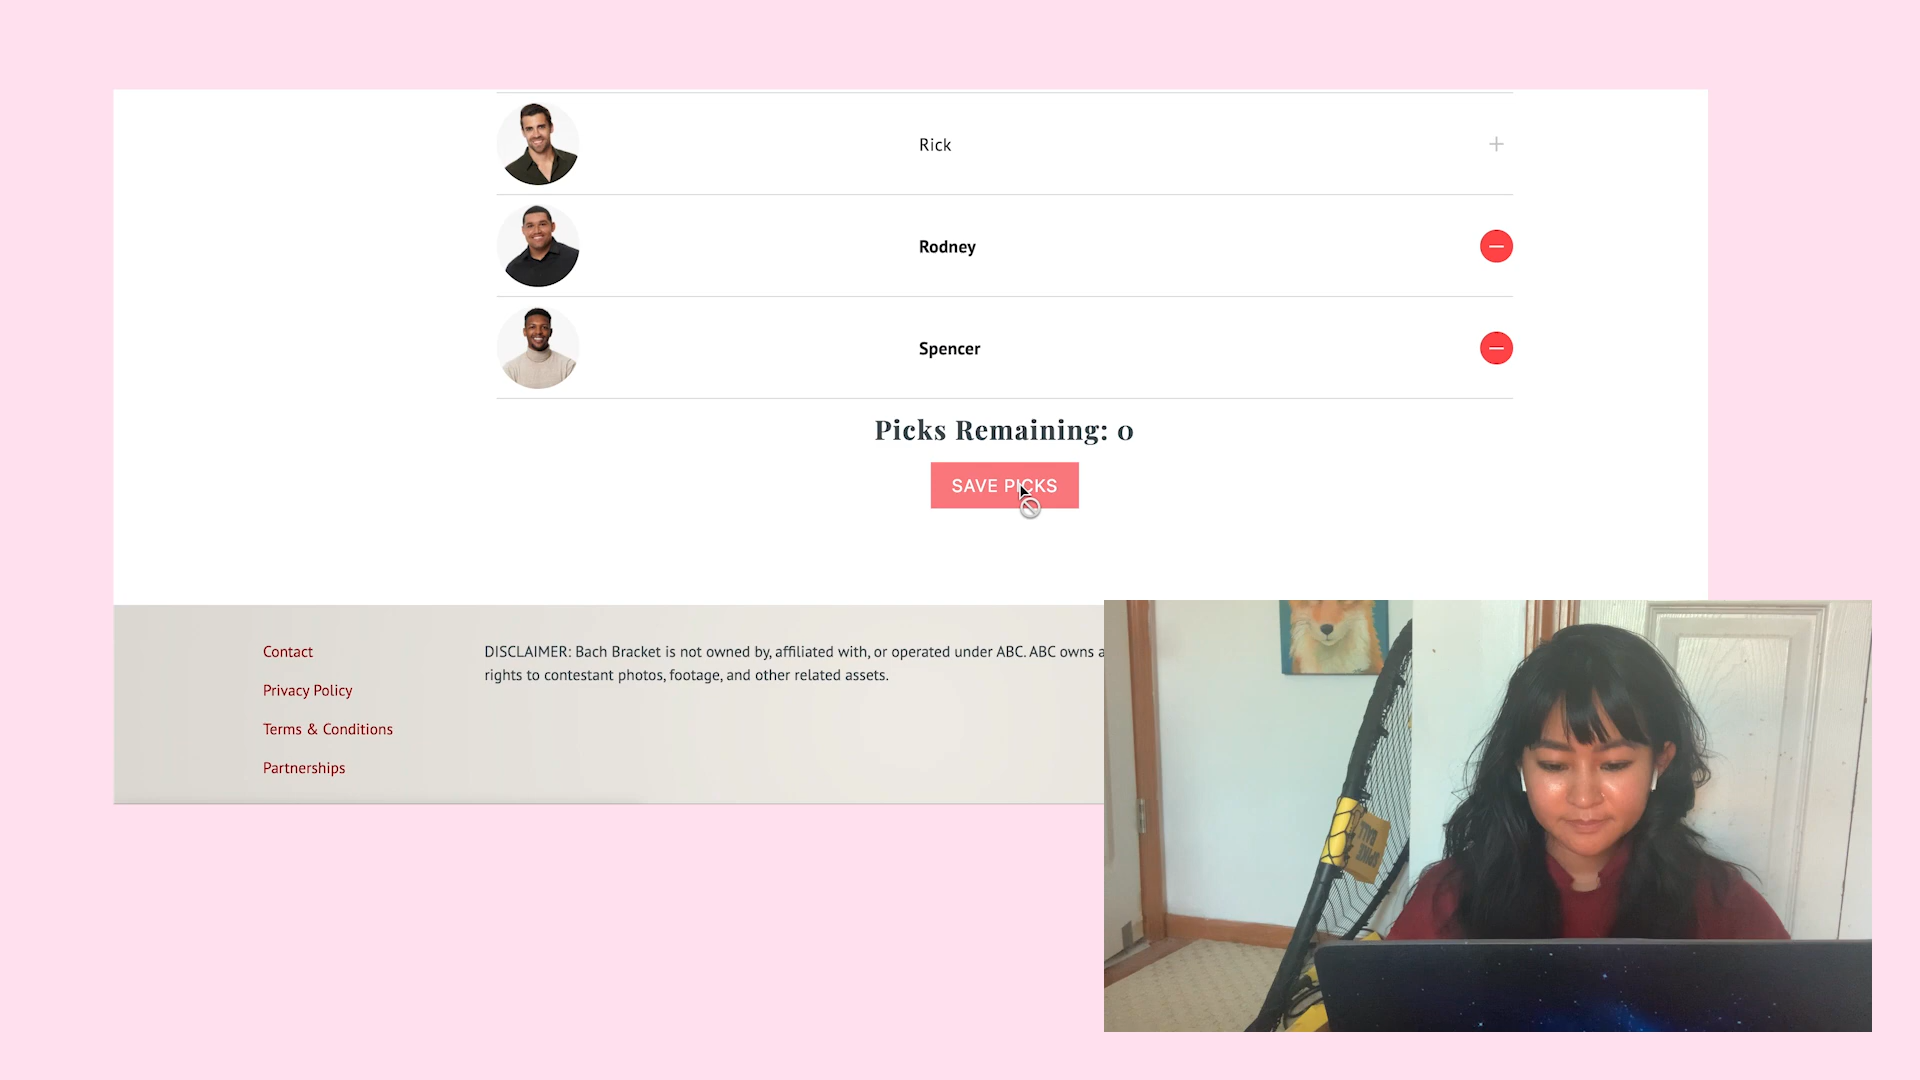 Rick
Rodney
Spencer
Picks Remaining: 0
SAVE PICKS
Contact
Privacy Policy
Terms & Conditions
Partnerships
DISCLAIMER: Bach Bracket is not owned by, affiliated with, or operated under ABC. ABC owns
rights to contestant photos, footage, and other related assets.